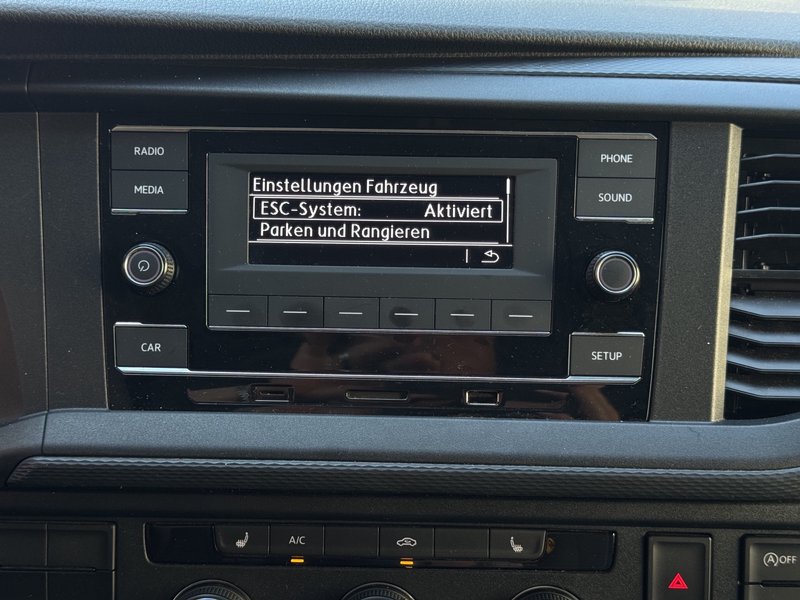 RADIO
MEDIA
PHONE
SOUND
Einstellungen Fahrzeug
ESC-System: Aktiviert
Parken und Rangieren
CAR
SETUP
A/C
A OFF